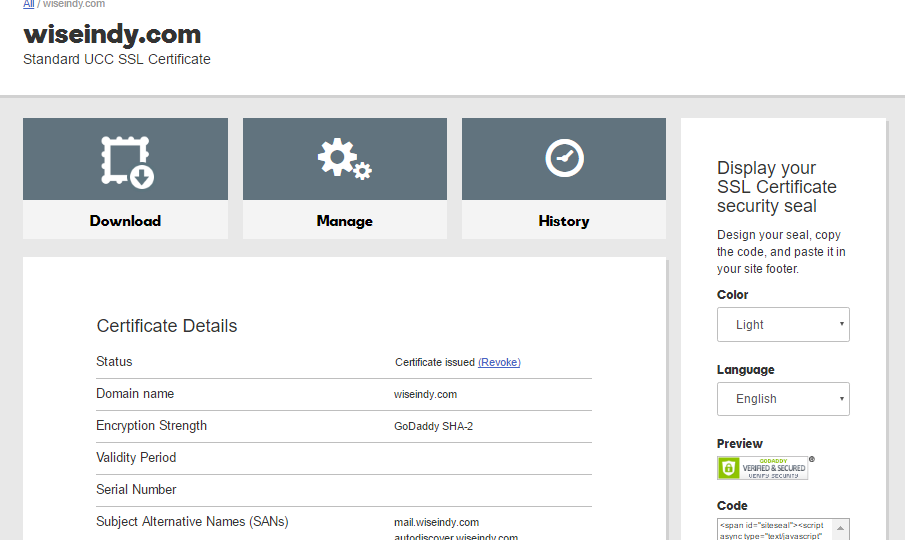 All / wiseindy.com
wiseindy.com
Standard UCC SSL Certificate
Download
Manage
History
Certificate Details
Status Certificate issued (Revoke)
Domain name wiseindy.com
Encryption Strength GoDaddy SHA-2
Validity Period
Serial Number
Subject Alternative Names (SANs) mail.wiseindy.com
autodiscover.wiseindy.com
Display your
SSL Certificate
security seal
Design your seal, copy
the code, and paste it in
your site footer.
Color
Light
Language
English
Preview
GODADDY
VERIFIED & SECURED
VERIFY SECURITY
®
Code
<span id="siteseal"><script
async type="text/javascript"